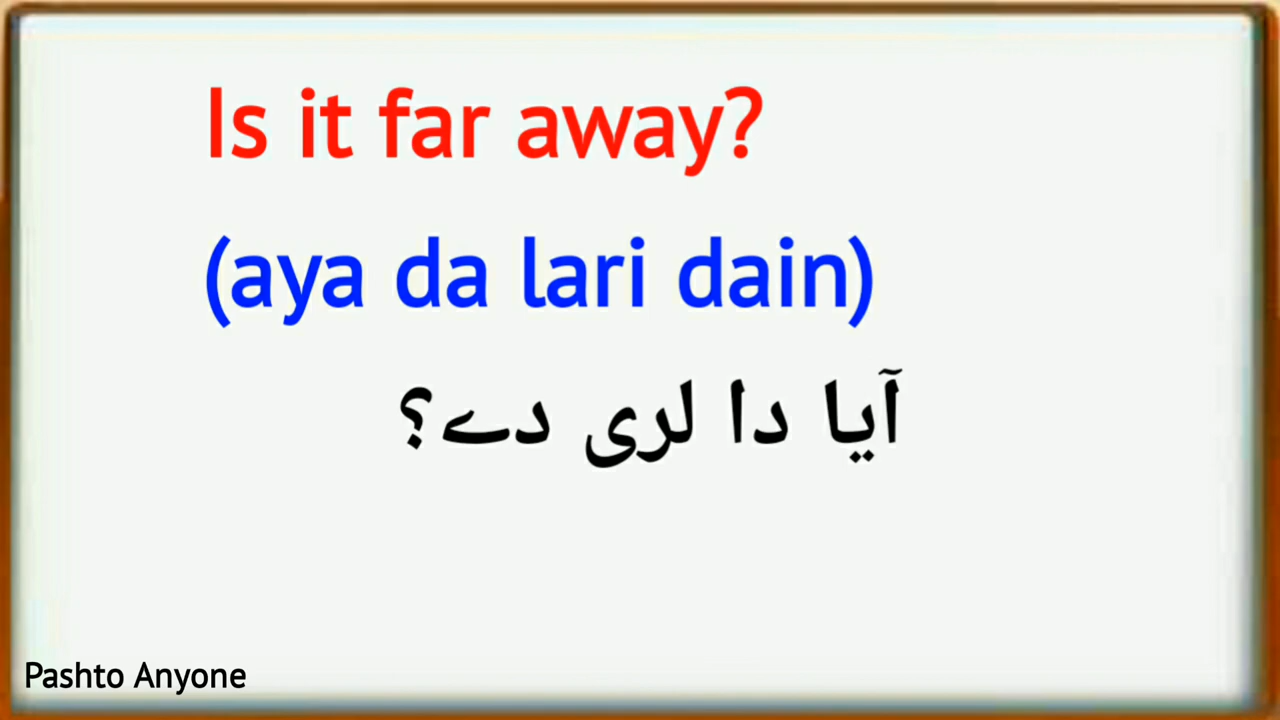 Is it far away?
(aya da lari dain)
آیا دا لری دے؟
Pashto Anyone